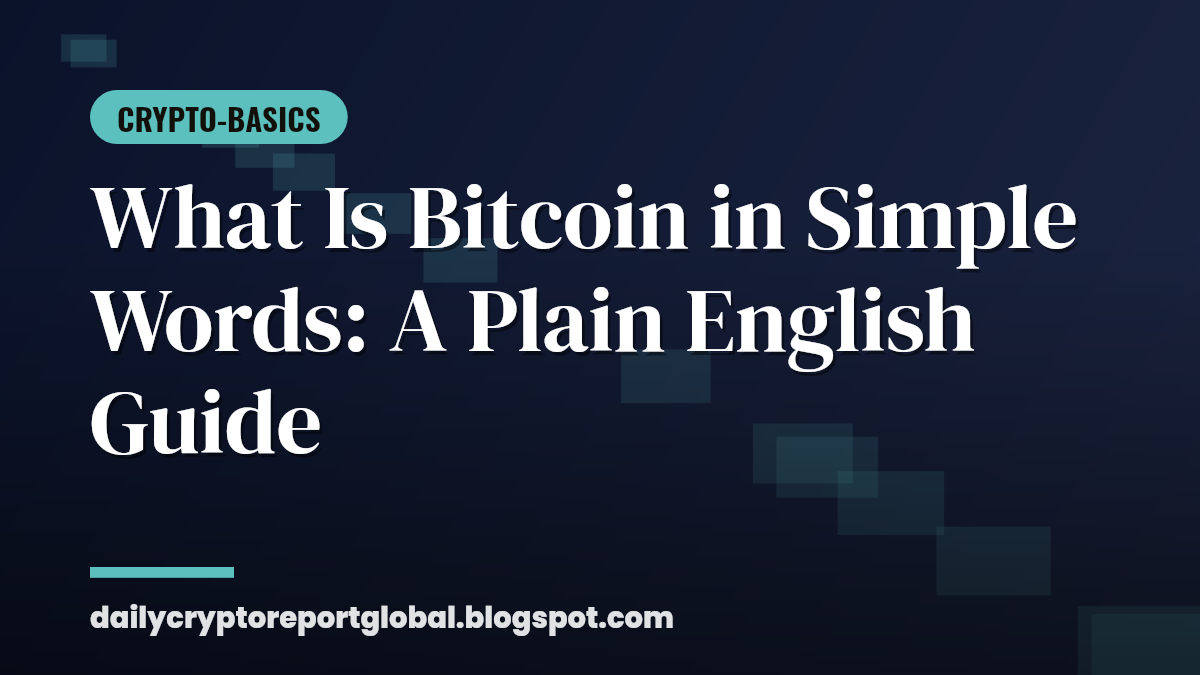 CRYPTO-BASICS
What Is Bitcoin in Simple
Words: A Plain English
Guide
dailycryptoreportglobal.blogspot.com